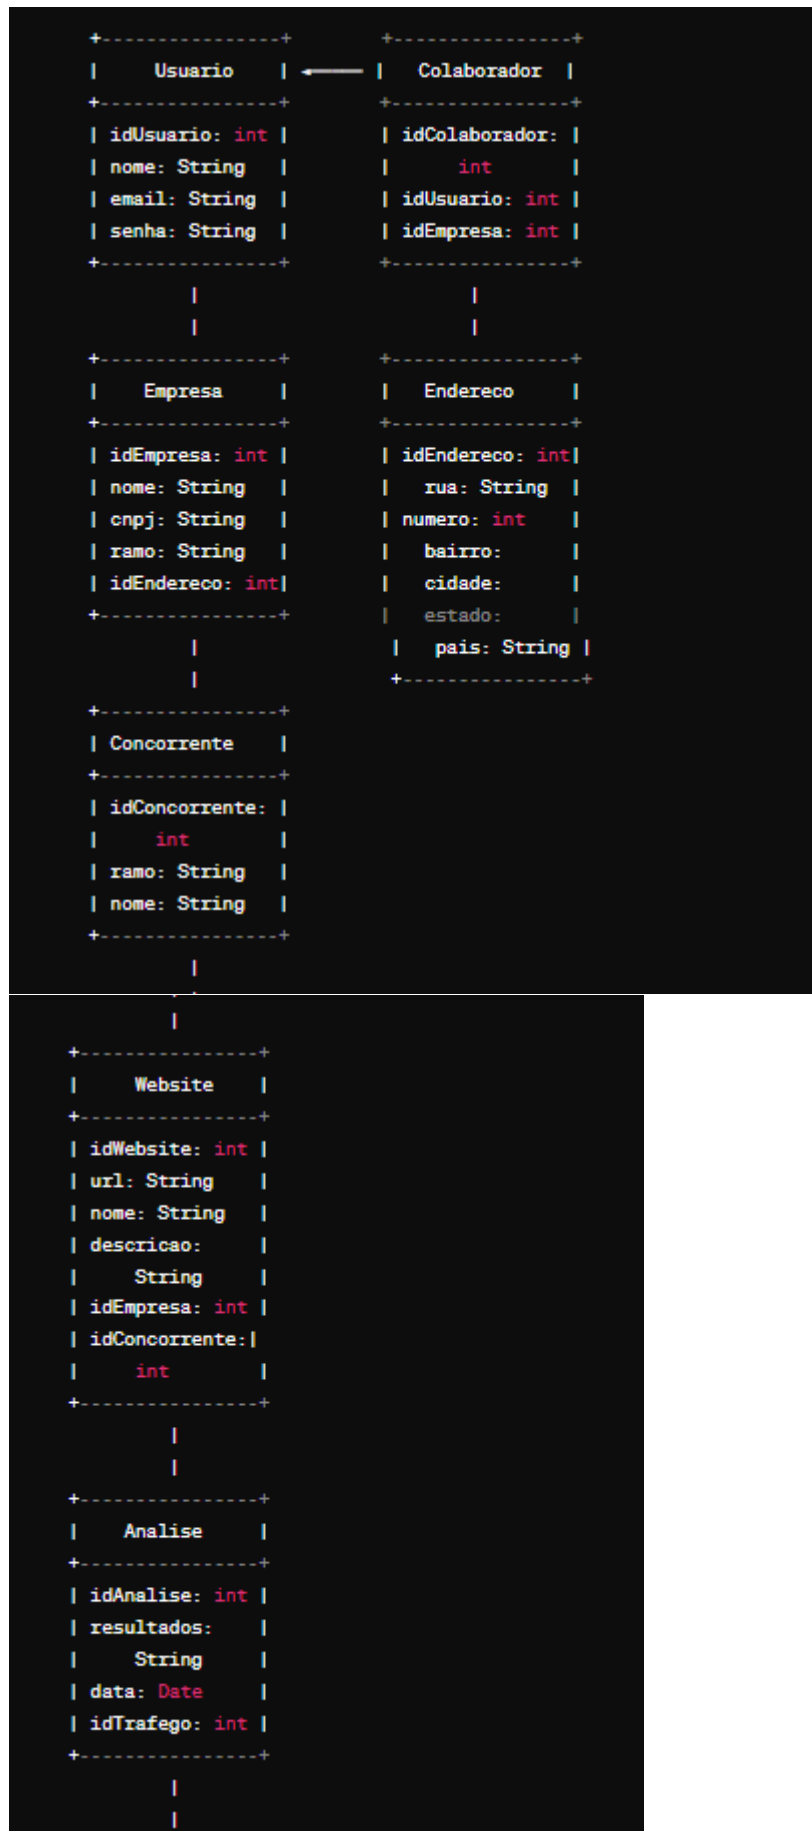 +----------------+ +----------------+
| Usuario | ◄──── | Colaborador |
+----------------+ +----------------+
| idUsuario: int | | idColaborador: |
| nome: String | | int |
| email: String | | idUsuario: int |
| senha: String | | idEmpresa: int |
+----------------+ +----------------+
| |
| |
+----------------+ +----------------+
| Empresa | | Endereco |
+----------------+ +----------------+
| idEmpresa: int | | idEndereco: int|
| nome: String | | rua: String |
| cnpj: String | | numero: int |
| ramo: String | | bairro: |
| idEndereco: int| | cidade: |
+----------------+ | estado: |
| | pais: String |
| +----------------+
+----------------+
| Concorrente |
+----------------+
| idConcorrente: |
| int |
| ramo: String |
| nome: String |
+----------------+
|
|
+----------------+
| Website |
+----------------+
| idWebsite: int |
| url: String |
| nome: String |
| descricao: |
| String |
| idEmpresa: int |
| idConcorrente:|
| int |
+----------------+
|
|
+----------------+
| Analise |
+----------------+
| idAnalise: int |
| resultados: |
| String |
| data: Date |
| idTrafego: int |
+----------------+
|
|